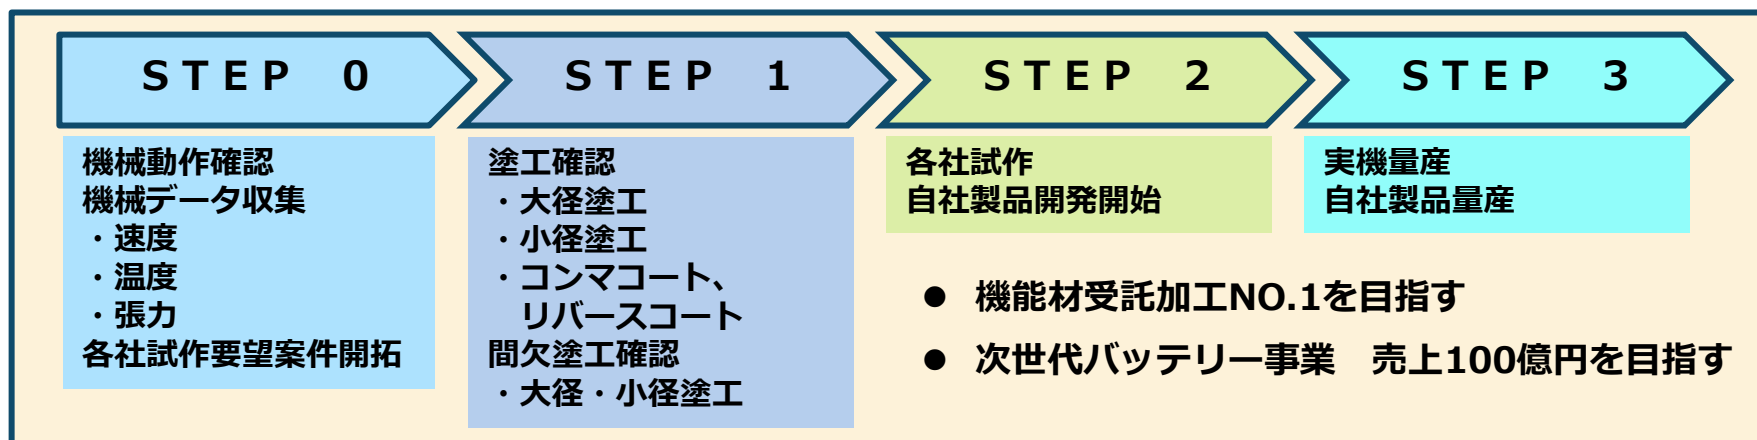 STEP 0
STEP 1
STEP 2
STEP 3
機械動作確認
機械データ収集
・速度
・温度
・張力
各社試作要望案件開拓
塗工確認
・大径塗工
・小径塗工
・コンマコート、
リバースコート
間欠塗工確認
・大径・小径塗工
各社試作
自社製品開発開始
実機量産
自社製品量産
● 機能材受託加工NO.1を目指す
● 次世代バッテリー事業　売上100億円を目指す